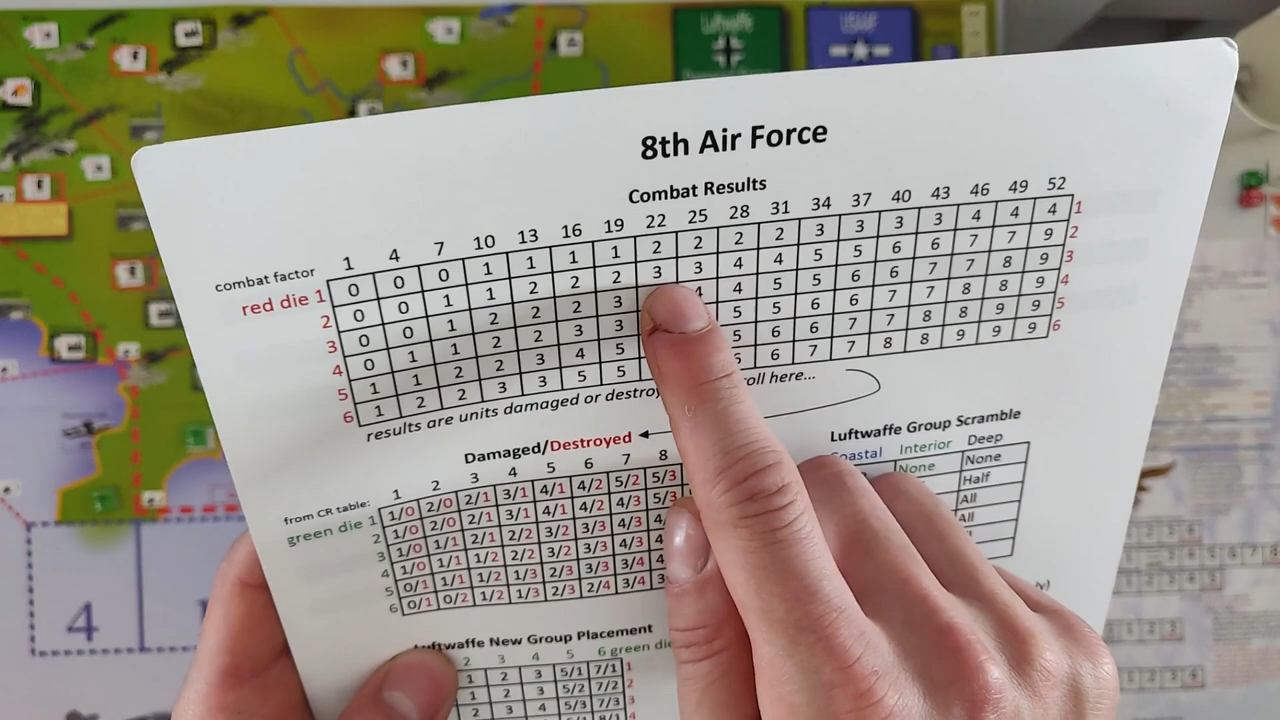 Luftwaffe
USAAF
8th Air Force
Combat Results
combat factor 1 4 7 10 13 16 19 22 25 28 31 34 37 40 43 46 49 52
red die 1 0 0 0 1 1 1 1 2 2 2 2 3 3 3 3 4 4 4 1
2 0 0 1 1 2 2 2 3 3 4 4 5 5 6 6 7 7 9 2
3 0 0 1 2 2 2 3 4 4 5 5 6 6 7 7 8 9 3
4 0 1 1 2 2 3 3 5 5 6 6 7 7 8 8 9 4
5 1 1 2 2 3 4 5 5 6 6 7 7 8 8 9 9 5
6 1 2 2 3 3 5 5 6 6 7 7 8 8 9 9 9 6
results are units damaged or destroy roll here...
Damaged/Destroyed
from CR table: 1 2 3 4 5 6 7 8
green die 1 1/0 2/0 2/1 3/1 4/1 4/2 5/2 5/3
2 1/0 2/0 2/1 3/1 4/1 4/2 4/3 5/3
3 1/0 1/1 2/1 2/2 3/2 3/3 4/3 4
4 1/0 1/1 1/2 2/2 3/2 3/3 4/3 4
5 0/1 1/1 1/2 1/3 2/3 3/3 3/4 4
6 0/1 0/2 1/2 1/3 2/3 2/4 3/4 3
Luftwaffe Group Scramble
Coastal Interior Deep
None None
Half
All
All
Luftwaffe New Group Placement
2 3 4 5 6 green die
1 2 3 5/1 7/1 1
1 2 3 5/2 7/2 2
2 3 4 5/3 7/3 3
4
4